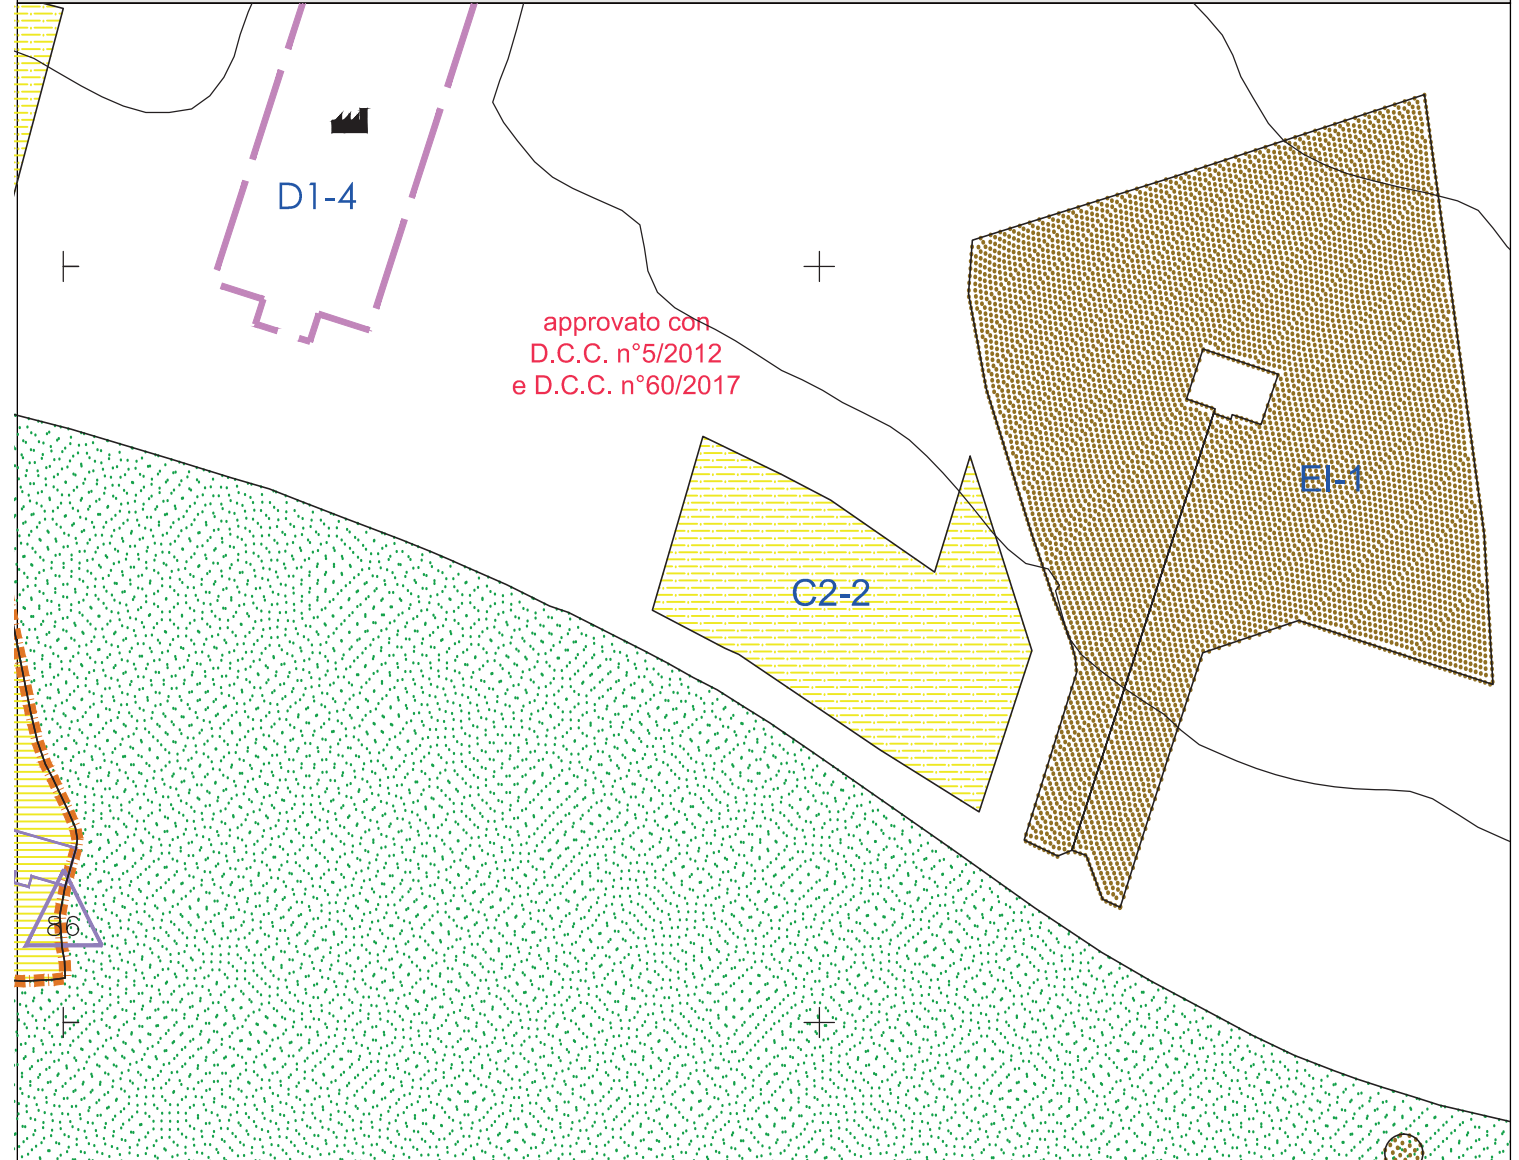 D1-4
approvato con
D.C.C. n°5/2012
e D.C.C. n°60/2017
EI-1
C2-2
86